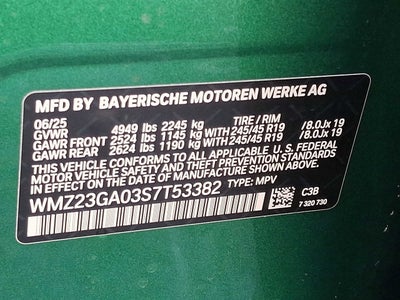 MFD BY BAYERISCHE MOTOREN WERKE AG
06/25 TIRE / RIM
GVWR 4949 lbs 2245 kg
GAWR FRONT 2524 lbs 1145 kg WITH 245/45 R19 / 8.0Jx 19
GAWR REAR 2624 lbs 1190 kg WITH 245/45 R19 / 8.0Jx 19
THIS VEHICLE CONFORMS TO ALL APPLICABLE U. S. FEDERAL
MOTOR VEHICLE SAFETY AND THEFT PREVENTION STANDARDS
IN EFFECT ON THE DATE OF MANUFACTURE SHOWN ABOVE.
WMZ23GA03S7T53382 TYPE: MPV
C3B
7 320 730